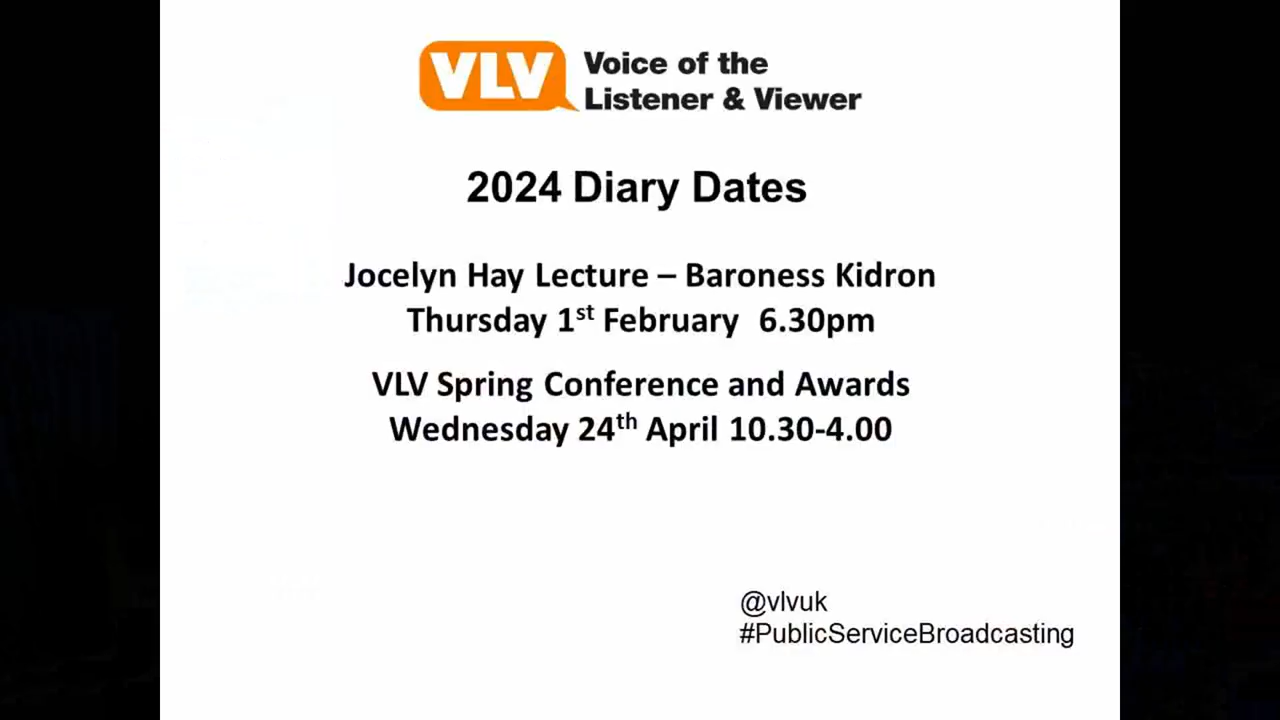 VLV Voice of the
Listener & Viewer
2024 Diary Dates
Jocelyn Hay Lecture – Baroness Kidron
Thursday 1st February 6.30pm
VLV Spring Conference and Awards
Wednesday 24th April 10.30-4.00
@vlvuk
#PublicServiceBroadcasting